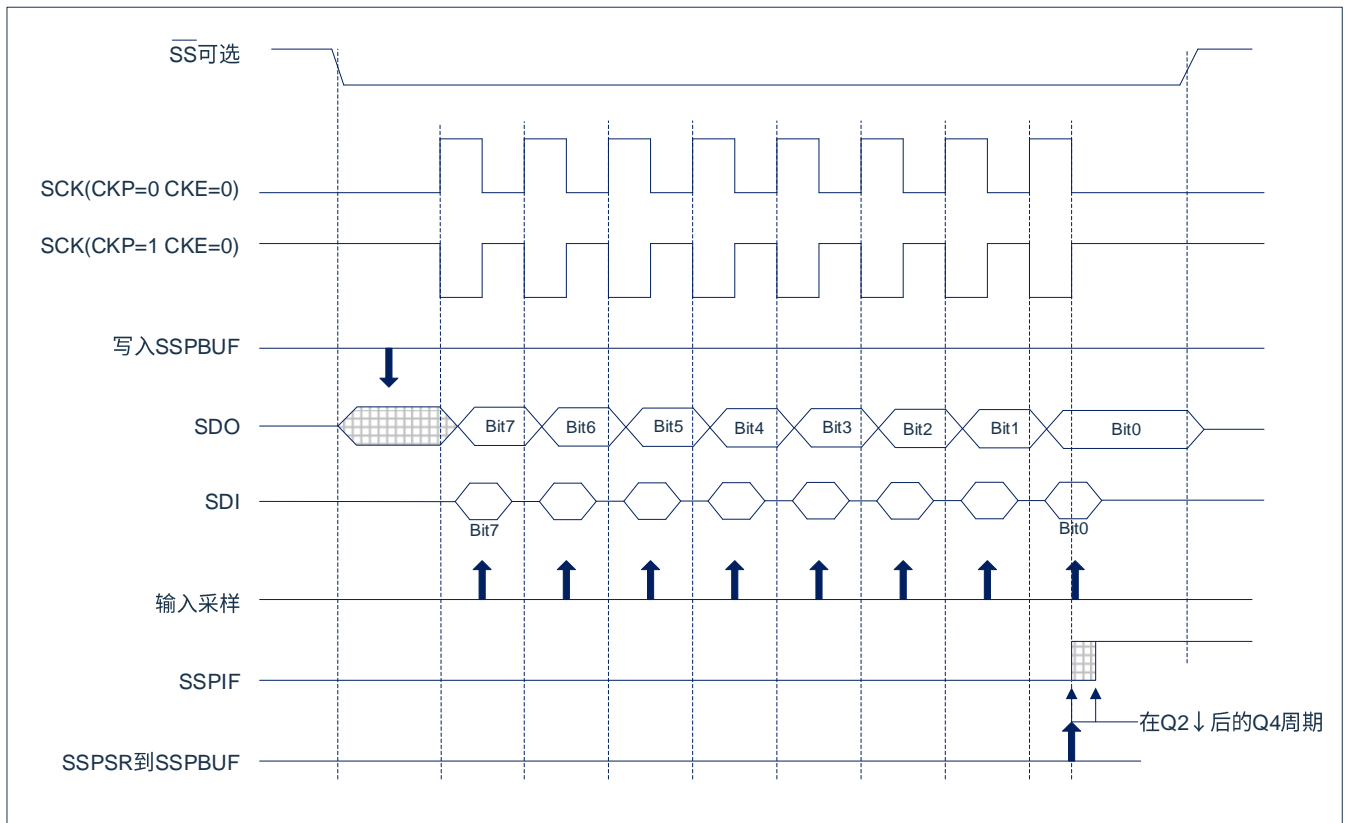 SS可选
SCK(CKP=0 CKE=0)
SCK(CKP=1 CKE=0)
写入SSPBUF
SDO
Bit7
Bit6
Bit5
Bit4
Bit3
Bit2
Bit1
Bit0
SDI
Bit7
Bit0
输入采样
SSPIF
在Q2↓后的Q4周期
SSPSR到SSPBUF